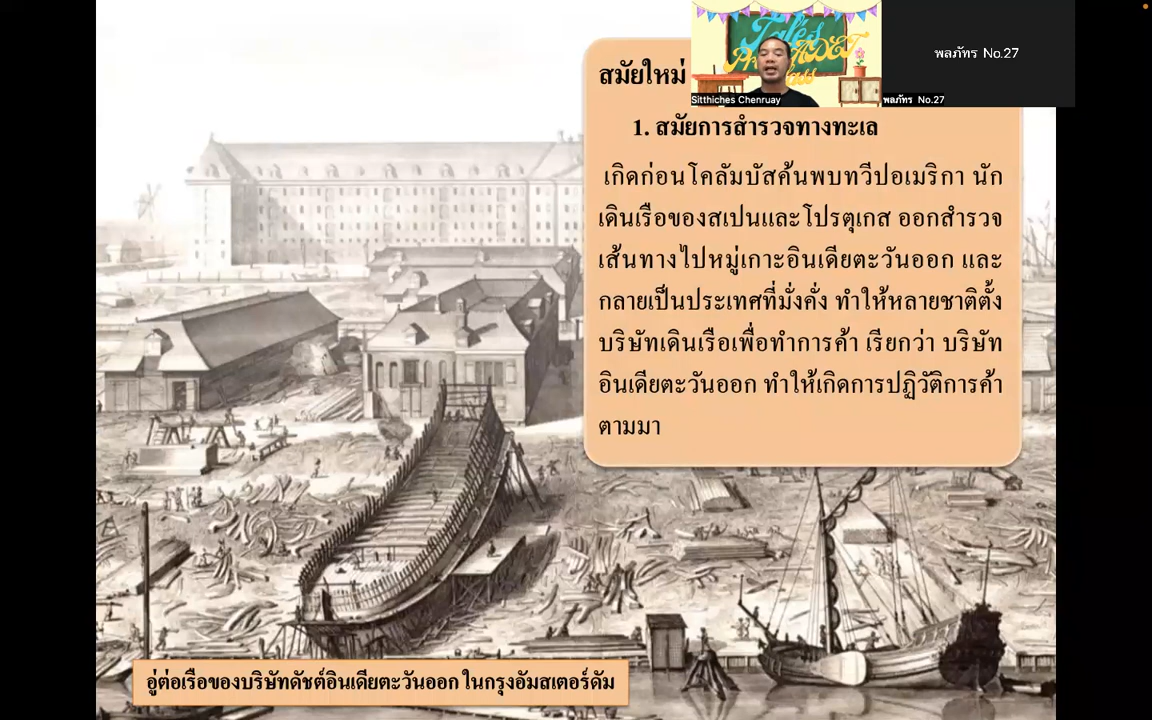 สมัยใหม่
1. สมัยการสำรวจทางทะเล
เกิดก่อนโคลัมบัสค้นพบทวีปอเมริกา นัก
เดินเรือของสเปนและโปรตุเกส ออกสำรวจ
เส้นทางไปหมู่เกาะอินเดียตะวันออก และ
กลายเป็นประเทศที่มั่งคั่ง ทำให้หลายชาติตั้ง
บริษัทเดินเรือเพื่อทำการค้า เรียกว่า บริษัท
อินเดียตะวันออก ทำให้เกิดการปฏิวัติการค้า
ตามมา
Tales
Sitthiches Chenruay
พลภัทร No.27
พลภัทร No.27
อู่ต่อเรือของบริษัทดัชต์อินเดียตะวันออก ในกรุงอัมสเตอร์ดัม